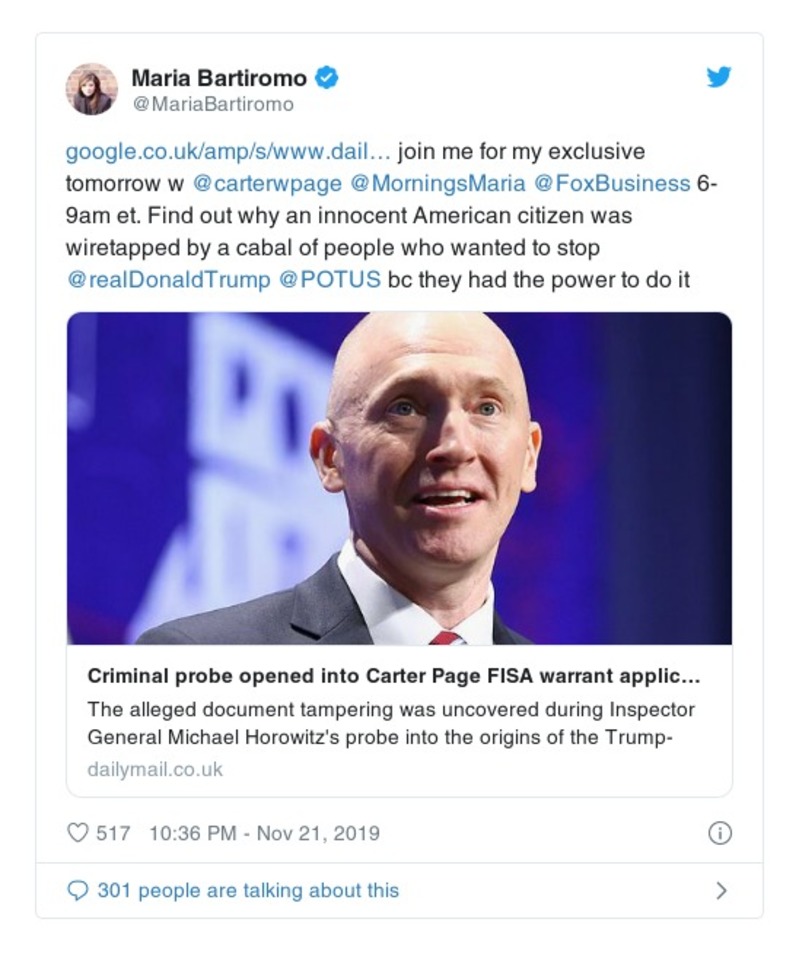 Maria Bartiromo
@MariaBartiromo
google.co.uk/amp/s/www.dail… join me for my exclusive
tomorrow w @carterwpage @MorningsMaria @FoxBusiness 6-
9am et. Find out why an innocent American citizen was
wiretapped by a cabal of people who wanted to stop
@realDonaldTrump @POTUS bc they had the power to do it
PO
Criminal probe opened into Carter Page FISA warrant applic…
The alleged document tampering was uncovered during Inspector
General Michael Horowitz's probe into the origins of the Trump-
dailymail.co.uk
517 10:36 PM - Nov 21, 2019
301 people are talking about this